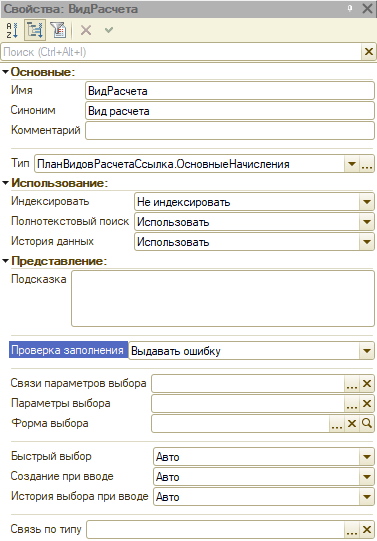 Свойства: ВидРасчета
Поиск (Ctrl+Alt+I)
Основные:
Имя ВидРасчета
Синоним Вид расчета
Комментарий
Тип ПланВидовРасчетаСсылка.ОсновныеНачисления
Использование:
Индексировать Не индексировать
Полнотекстовый поиск Использовать
История данных Использовать
Представление:
Подсказка
Проверка заполнения Выдавать ошибку
Связи параметров выбора
Параметры выбора
Форма выбора
Быстрый выбор Авто
Создание при вводе Авто
История выбора при вводе Авто
Связь по типу